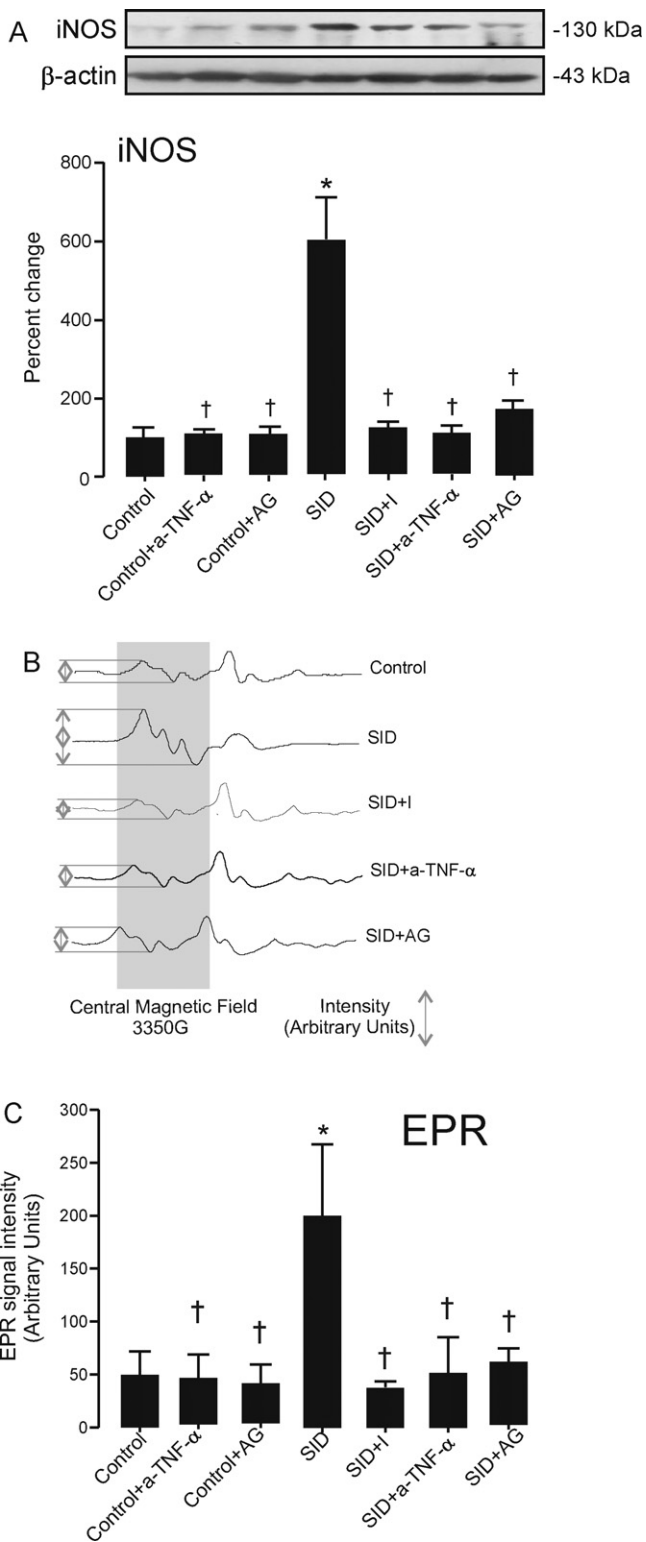 A
iNOS
-130 kDa
β-actin
-43 kDa
iNOS
Percent change
800
600
400
200
0
*
†
†
†
†
†
Control
Control+a-TNF-α
Control+AG
SID
SID+I
SID+a-TNF-α
SID+AG
B
Control
SID
SID+I
SID+a-TNF-α
SID+AG
Central Magnetic Field
3350G
Intensity
(Arbitrary Units)
C
EPR
EPR signal intensity
(Arbitrary Units)
300
250
200
150
100
50
0
*
†
†
†
†
†
Control
Control+a-TNF-α
Control+AG
SID
SID+I
SID+a-TNF-α
SID+AG